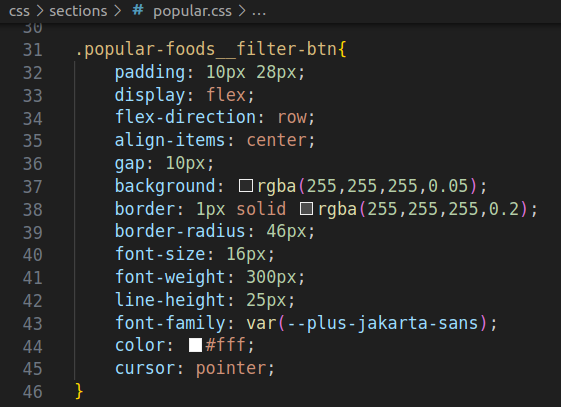 css > sections > # popular.css > ...
30
31 .popular-foods__filter-btn{
32 padding: 10px 28px;
33 display: flex;
34 flex-direction: row;
35 align-items: center;
36 gap: 10px;
37 background: rgba(255,255,255,0.05);
38 border: 1px solid rgba(255,255,255,0.2);
39 border-radius: 46px;
40 font-size: 16px;
41 font-weight: 300px;
42 line-height: 25px;
43 font-family: var(--plus-jakarta-sans);
44 color: #fff;
45 cursor: pointer;
46 }